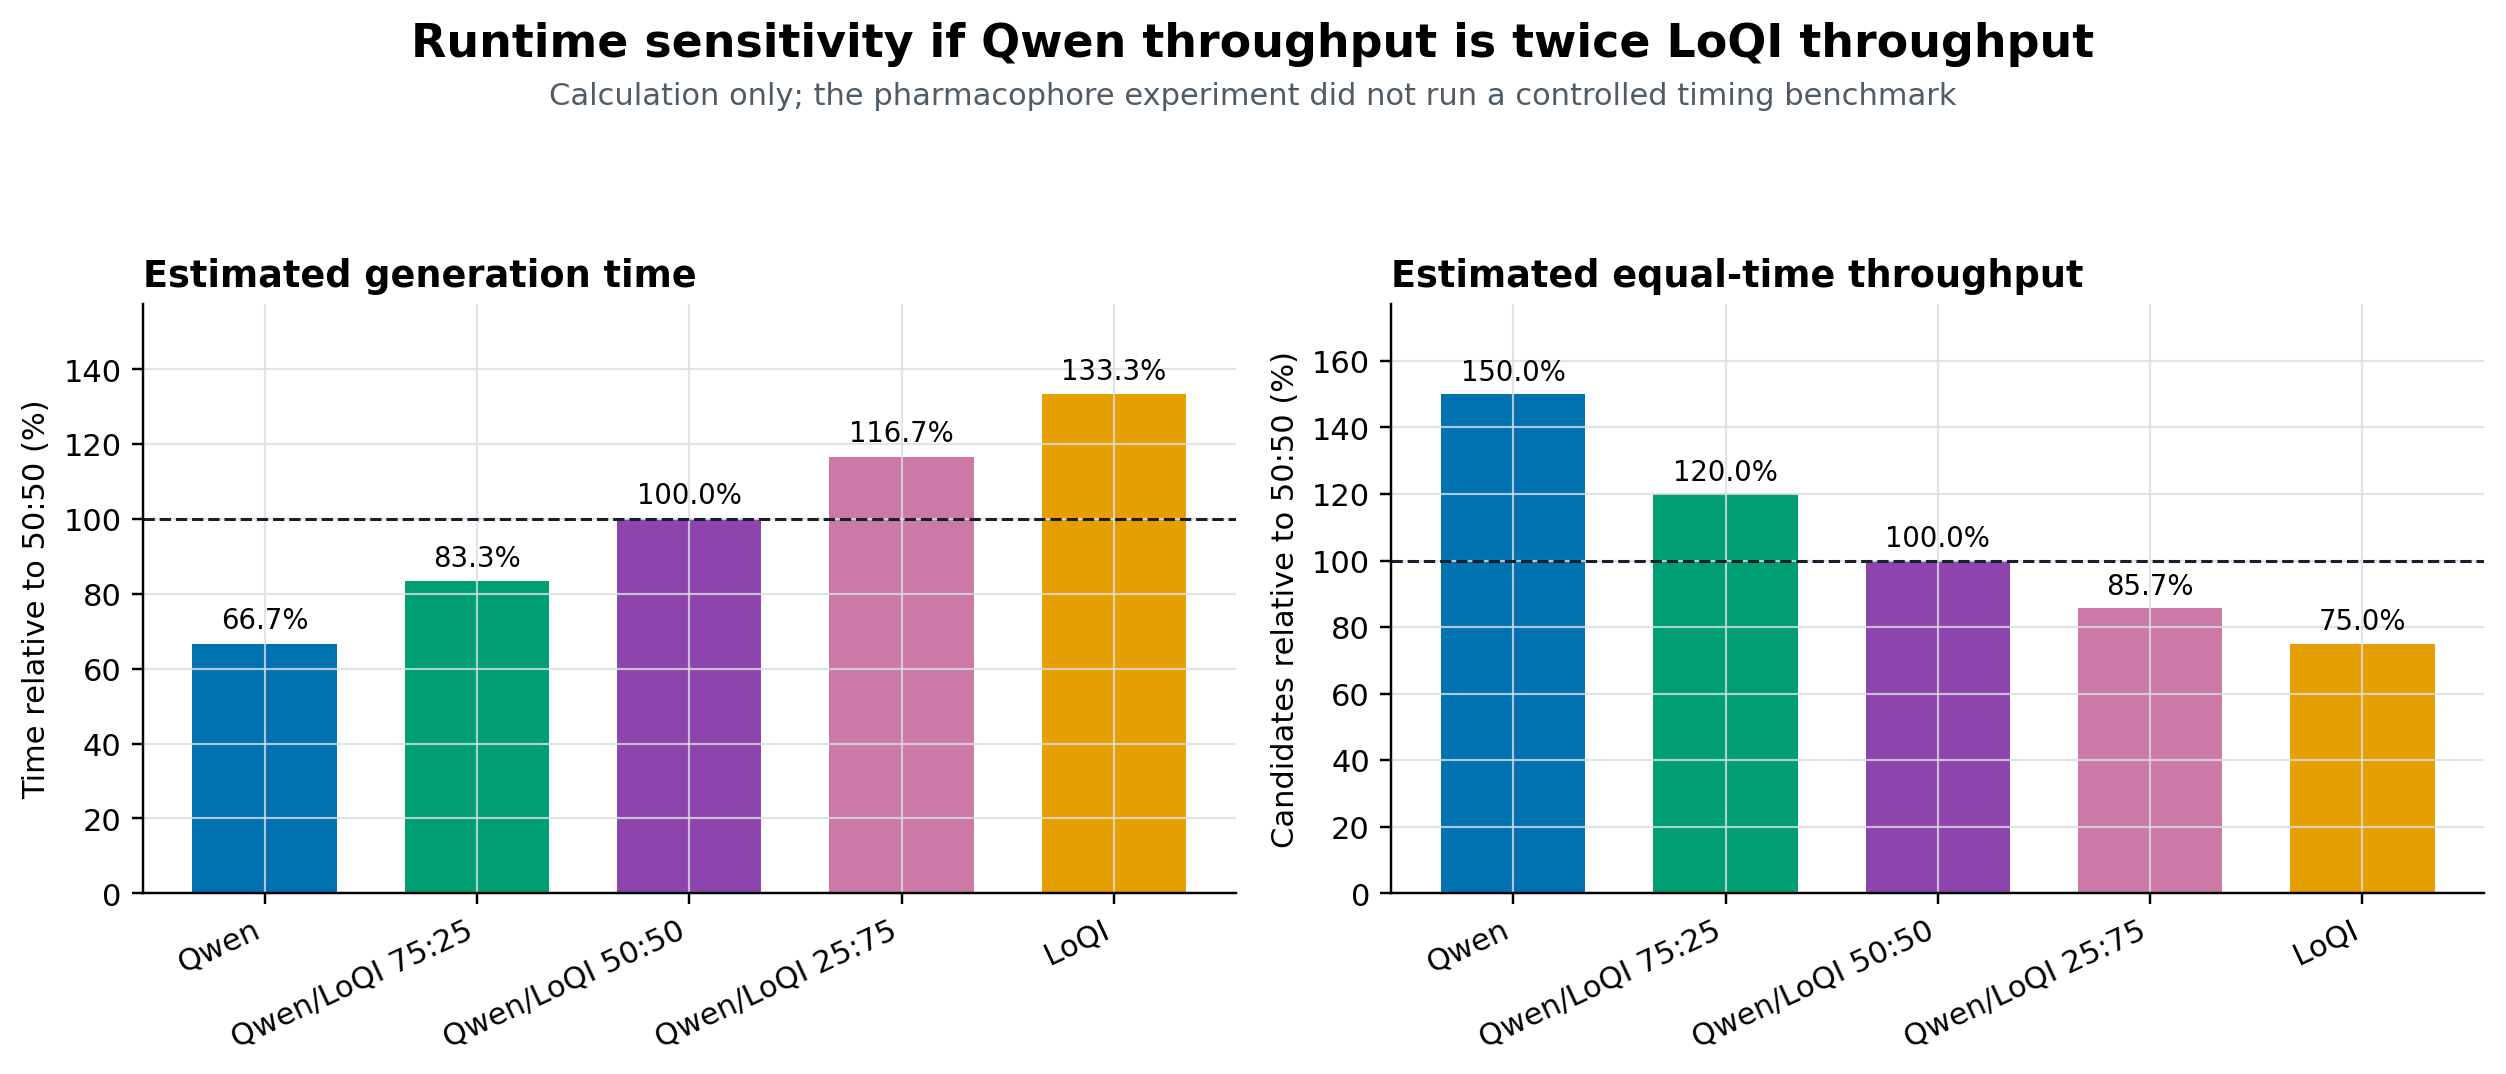 Runtime sensitivity if Qwen throughput is twice LoQI throughput
Calculation only; the pharmacophore experiment did not run a controlled timing benchmark
Estimated generation time
Time relative to 50:50 (%)
140
120
100
80
60
40
20
0
66.7%
83.3%
100.0%
116.7%
133.3%
Qwen
Qwen/LoQI 75:25
Qwen/LoQI 50:50
Qwen/LoQI 25:75
LoQI
Estimated equal-time throughput
Candidates relative to 50:50 (%)
160
140
120
100
80
60
40
20
0
150.0%
120.0%
100.0%
85.7%
75.0%
Qwen
Qwen/LoQI 75:25
Qwen/LoQI 50:50
Qwen/LoQI 25:75
LoQI